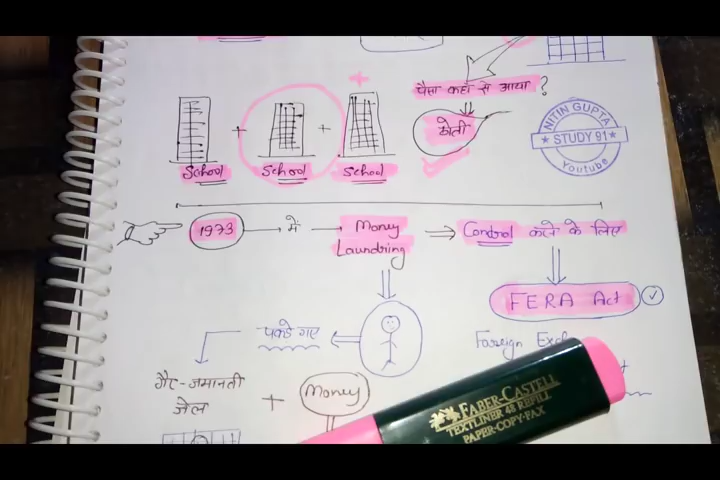 पैसा कहाँ से आया ?
खेती
+ +
School School School
NITIN GUPTA
★ STUDY 91 ★
Youtube
1973 में Money Laundring ⇒ Control करने के लिए
FERA Act
Foreign
पकडे गए
गैर-जमानती
जेल
+ Money
FABER-CASTELL
TEXTLINER 48 REFILL
PAPER-COPY-FAX